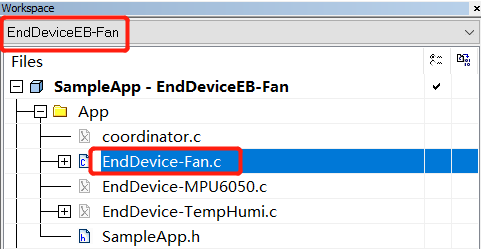 Workspace
EndDeviceEB-Fan
Files
SampleApp - EndDeviceEB-Fan
App
coordinator.c
EndDevice-Fan.c
EndDevice-MPU6050.c
EndDevice-TempHumi.c
SampleApp.h